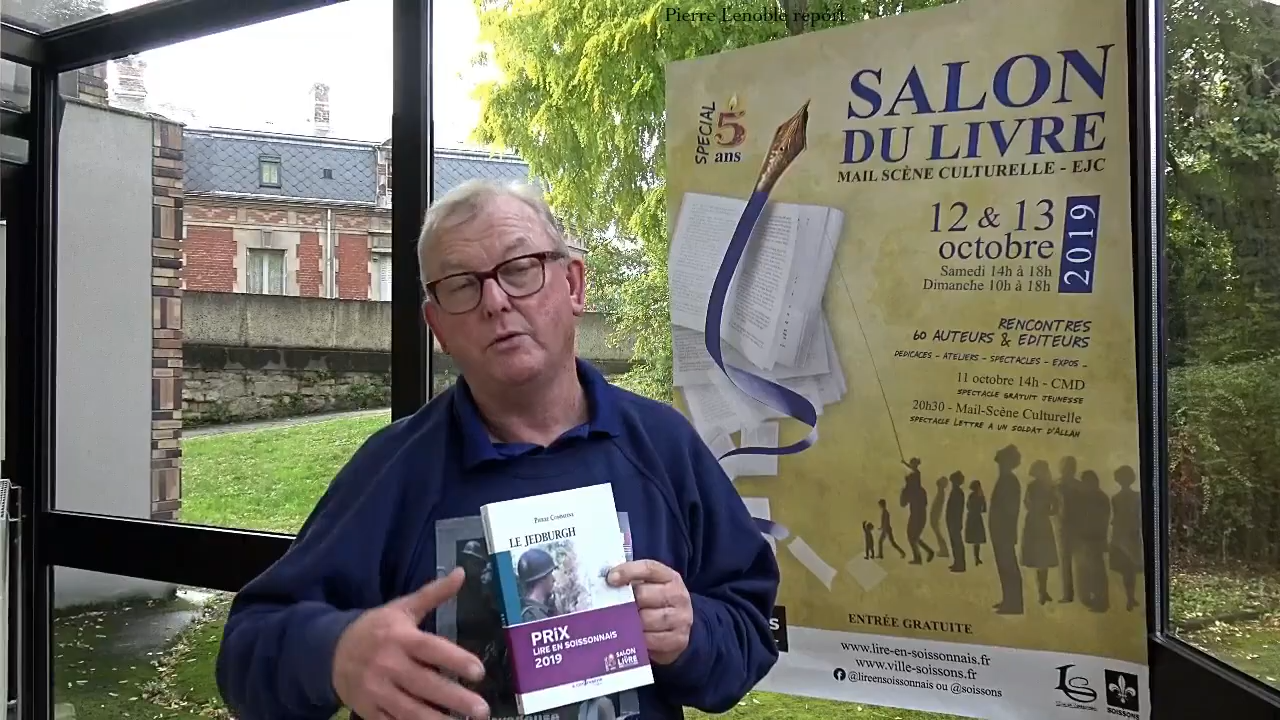 Pierre Lenoble report
SPECIAL
5
ans
SALON
DU LIVRE
MAIL SCÈNE CULTURELLE - EJC
12 & 13
octobre
2019
Samedi 14h à 18h
Dimanche 10h à 18h
RENCONTRES
60 AUTEURS & EDITEURS
DEDICACES - ATELIERS - SPECTACLES - EXPOS -
11 octobre 14h - CMD
SPECTACLE GRATUIT JEUNESSE
20h30 - Mail-Scène Culturelle
SPECTACLE LETTRE A UN SOLDAT D'ALLAH
ENTRÉE GRATUITE
www.lire-en-soissonnais.fr
www.ville-soissons.fr
@lireensoissonnais ou @soissons
LS
SOISSONS
LE JEDBURGH
PRIX
LIRE EN SOISSONNAIS
2019
SALON
LIVRE